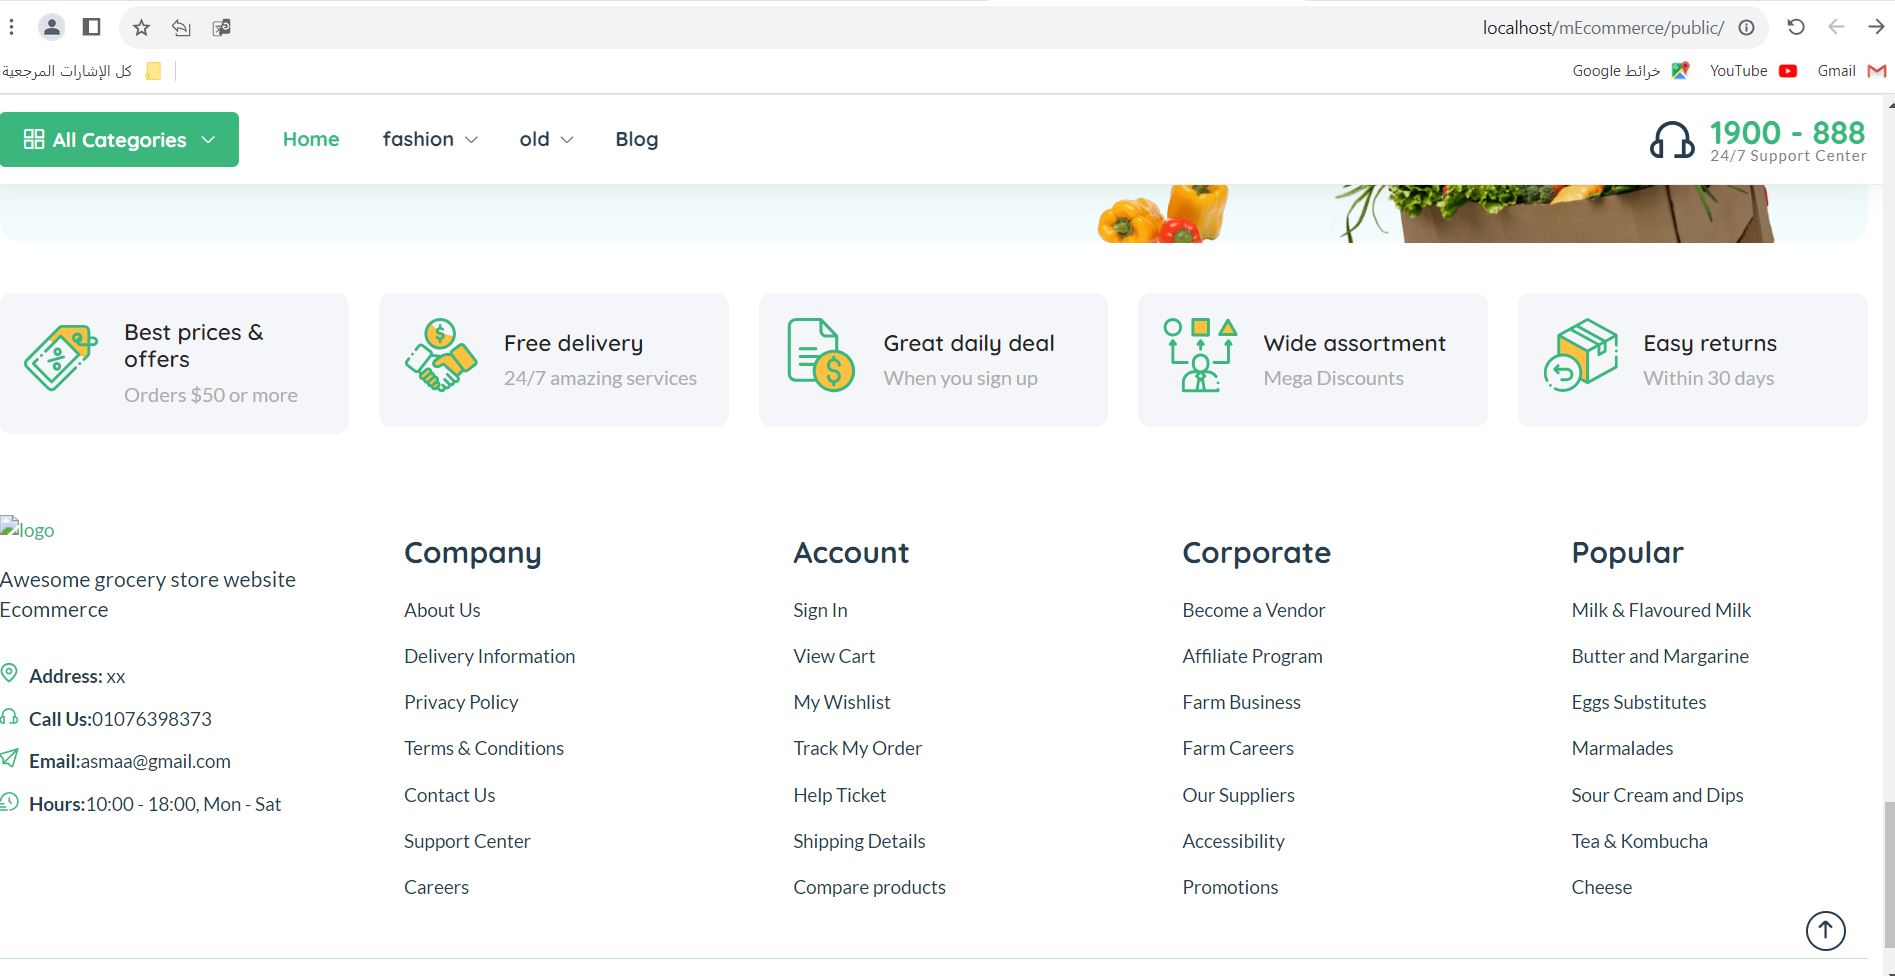 localhost/mEcommerce/public/
كل الإشارات المرجعية
خرائط Google
YouTube
Gmail
All Categories
Home
fashion
old
Blog
1900 - 888
24/7 Support Center
Best prices &
offers
Orders $50 or more
Free delivery
24/7 amazing services
Great daily deal
When you sign up
Wide assortment
Mega Discounts
Easy returns
Within 30 days
logo
Awesome grocery store website
Ecommerce
Address: xx
Call Us:01076398373
Email:asmaa@gmail.com
Hours:10:00 - 18:00, Mon - Sat
Company
About Us
Delivery Information
Privacy Policy
Terms & Conditions
Contact Us
Support Center
Careers
Account
Sign In
View Cart
My Wishlist
Track My Order
Help Ticket
Shipping Details
Compare products
Corporate
Become a Vendor
Affiliate Program
Farm Business
Farm Careers
Our Suppliers
Accessibility
Promotions
Popular
Milk & Flavoured Milk
Butter and Margarine
Eggs Substitutes
Marmalades
Sour Cream and Dips
Tea & Kombucha
Cheese